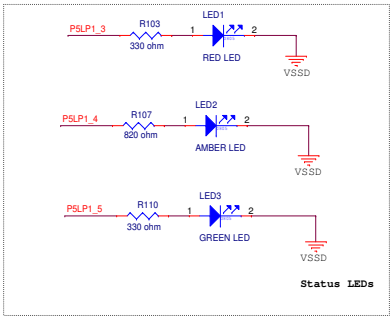 LED1
P5LP1_3 R103 1 2
330 ohm RED LED
VSSD
LED2
P5LP1_4 R107 1 2
820 ohm AMBER LED
VSSD
LED3
P5LP1_5 R110 1 2
330 ohm GREEN LED
VSSD
Status LEDs